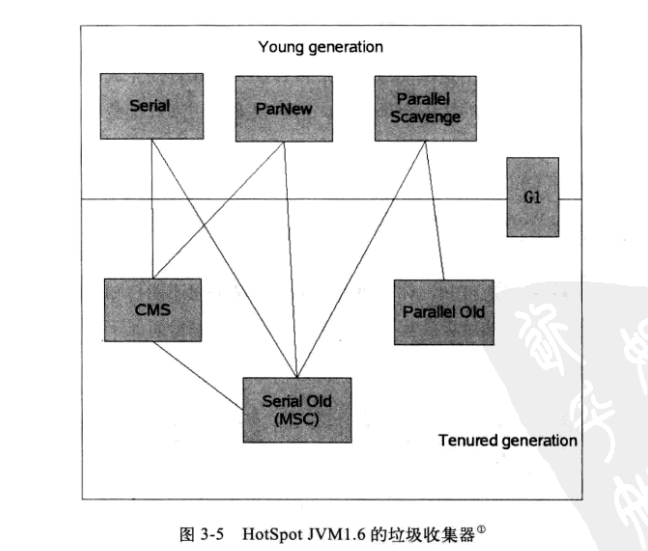 Young generation
Serial
ParNew
Parallel
Scavenge
G1
CMS
Parallel Old
Serial Old
(MSC)
Tenured generation
图 3-5 HotSpot JVM1.6 的垃圾收集器①